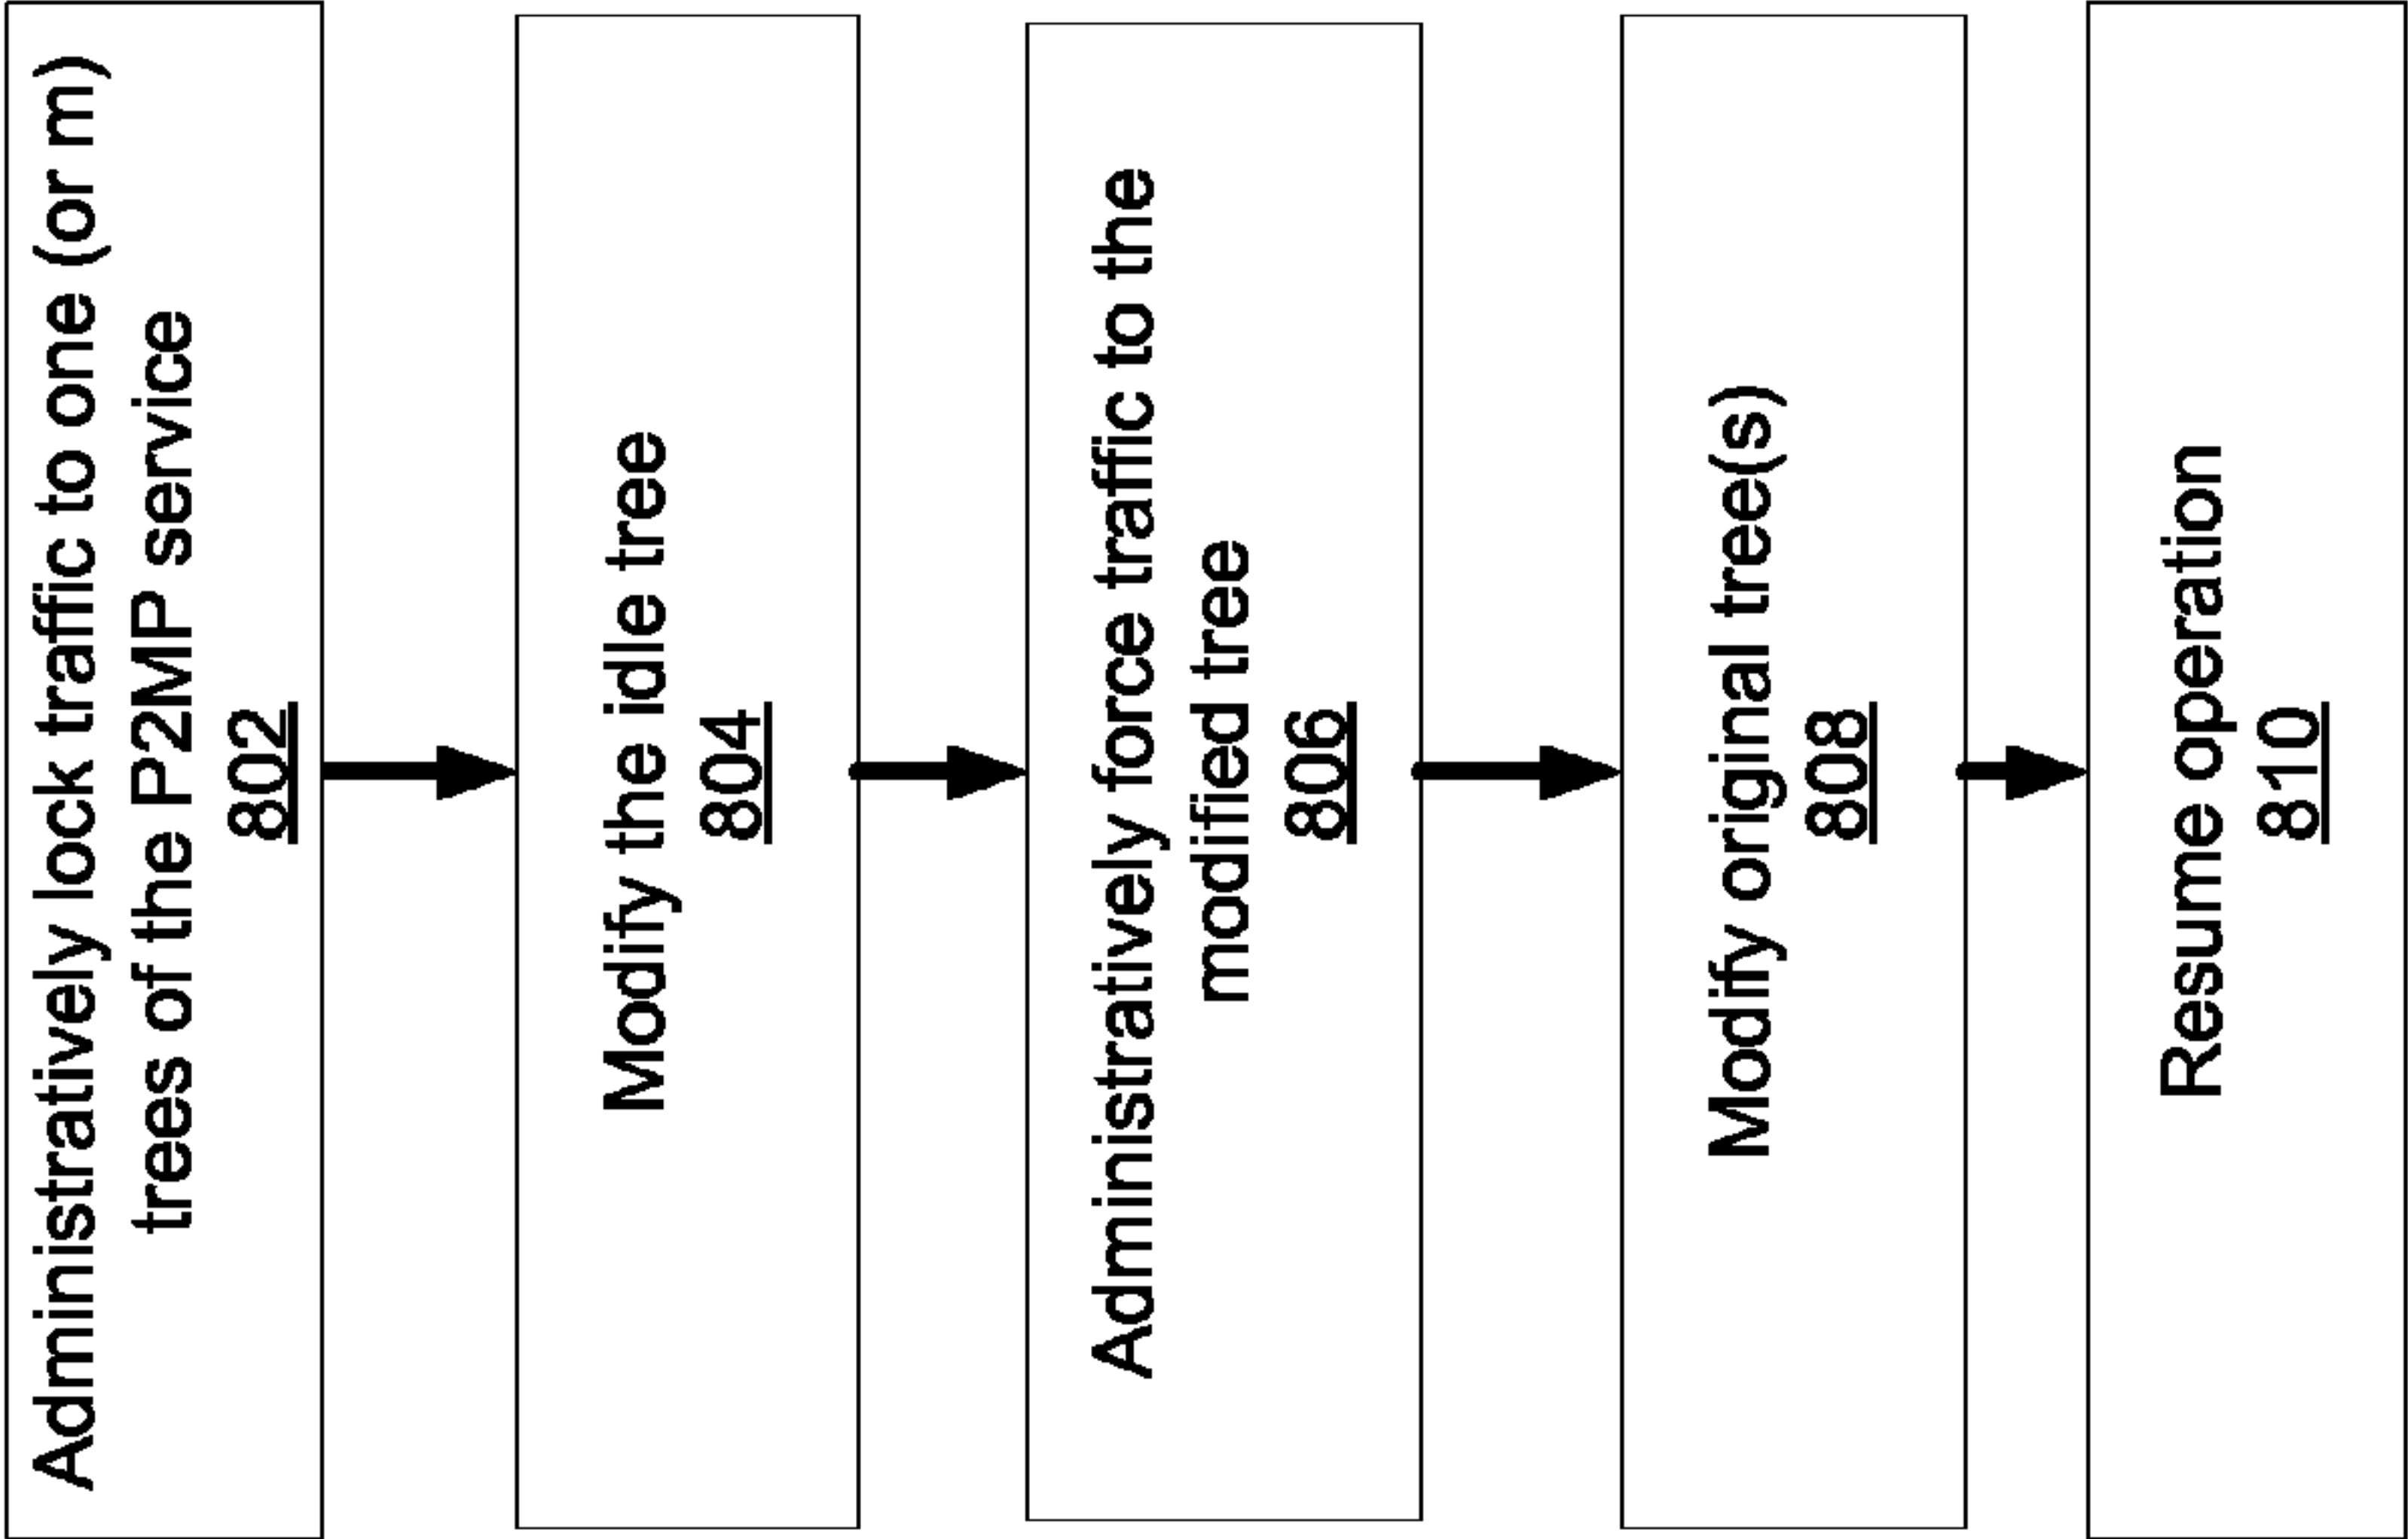 Administratively lock traffic to one (or m)
trees of the P2MP service
802
Modify the idle tree
804
Administratively force traffic to the
modified tree
806
Modify original tree(s)
808
Resume operation
810